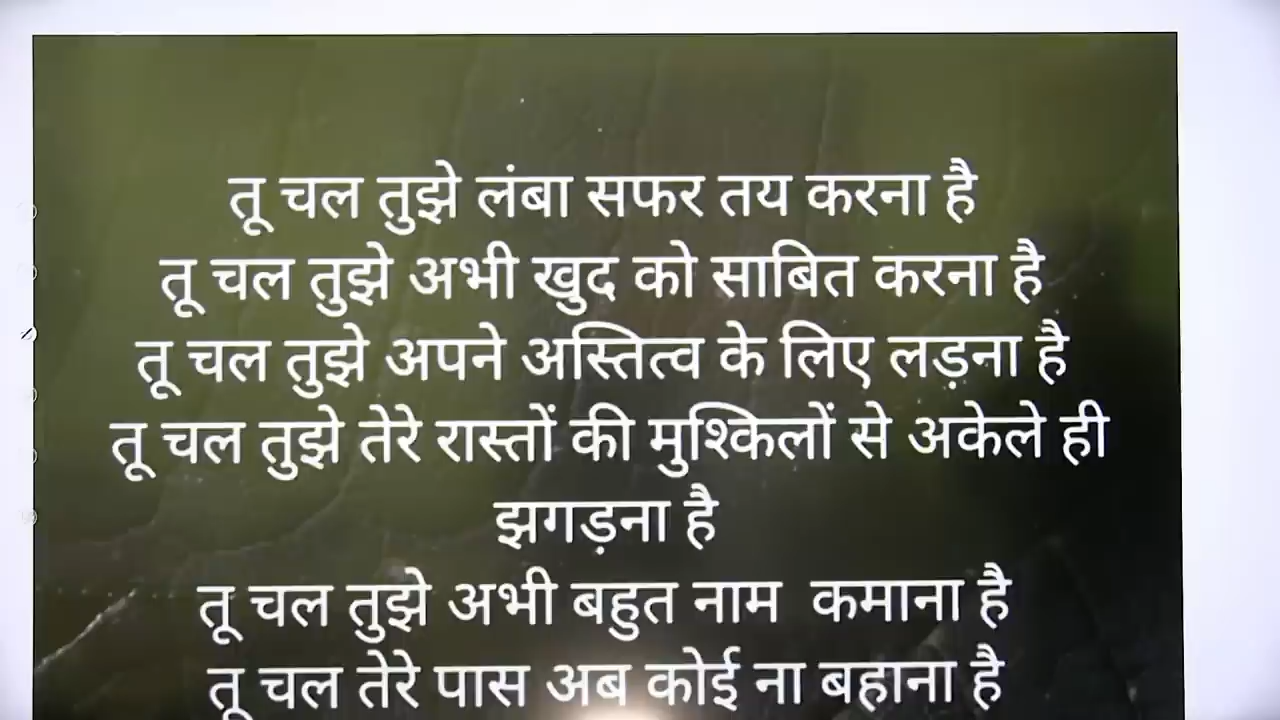 तू चल तुझे लंबा सफर तय करना है
तू चल तुझे अभी खुद को साबित करना है
तू चल तुझे अपने अस्तित्व के लिए लड़ना है
तू चल तुझे तेरे रास्तों की मुश्किलों से अकेले ही
झगड़ना है
तू चल तुझे अभी बहुत नाम  कमाना है
तू चल तेरे पास अब कोई ना बहाना है